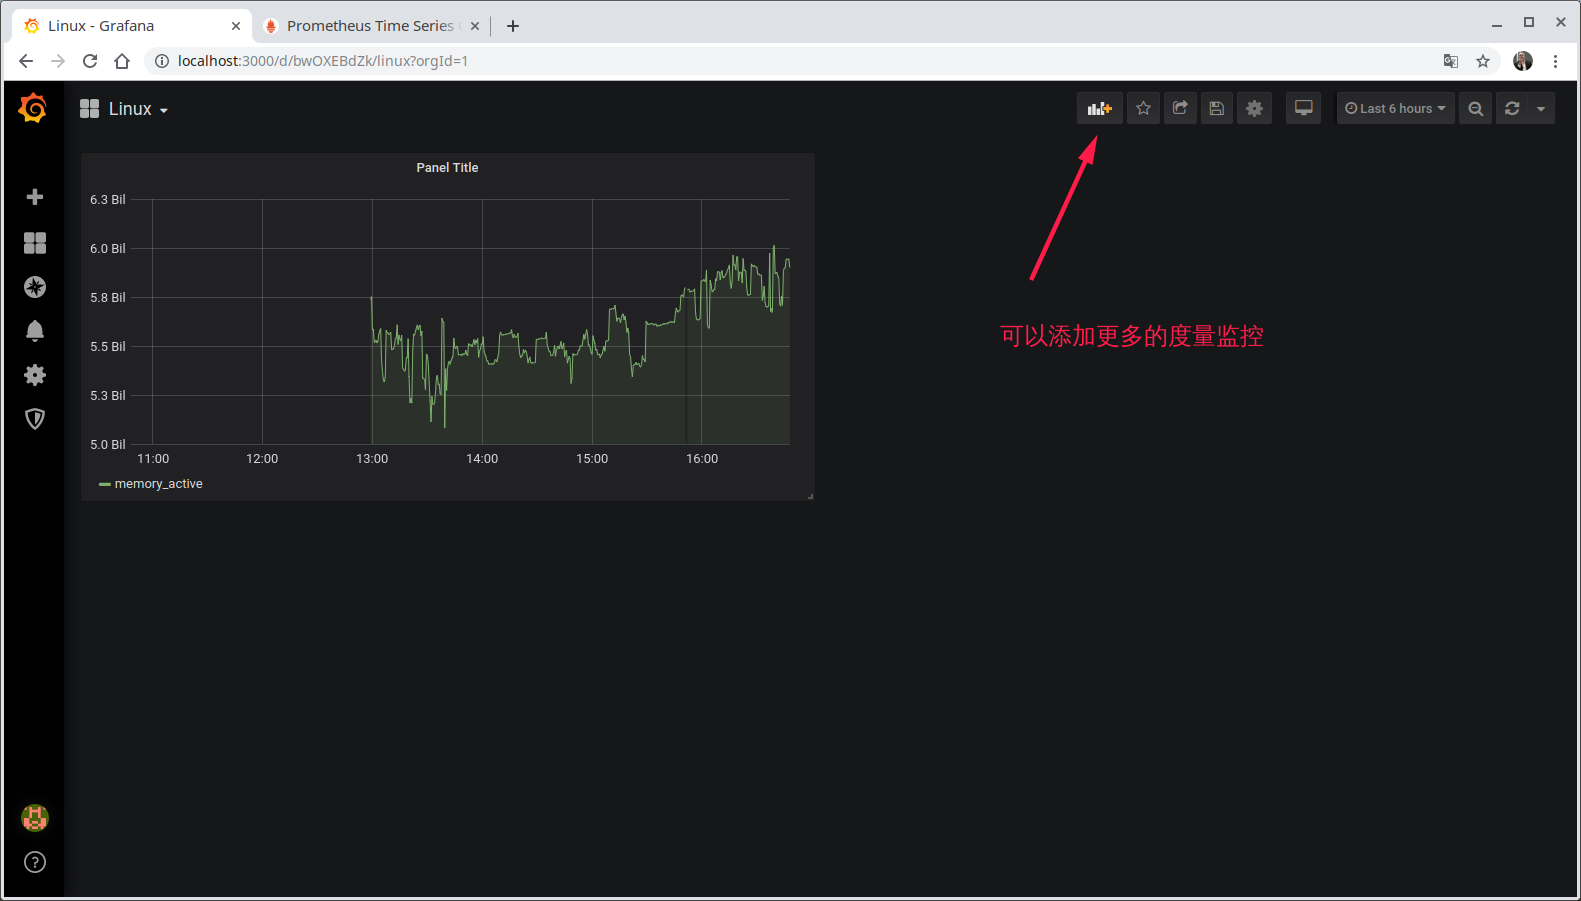 Linux - Grafana
Prometheus Time Series
localhost:3000/d/bwOXEBdZk/linux?orgId=1
Linux
Last 6 hours
Panel Title
6.3 Bil
6.0 Bil
5.8 Bil
5.5 Bil
5.3 Bil
5.0 Bil
11:00 12:00 13:00 14:00 15:00 16:00
memory_active
可以添加更多的度量监控